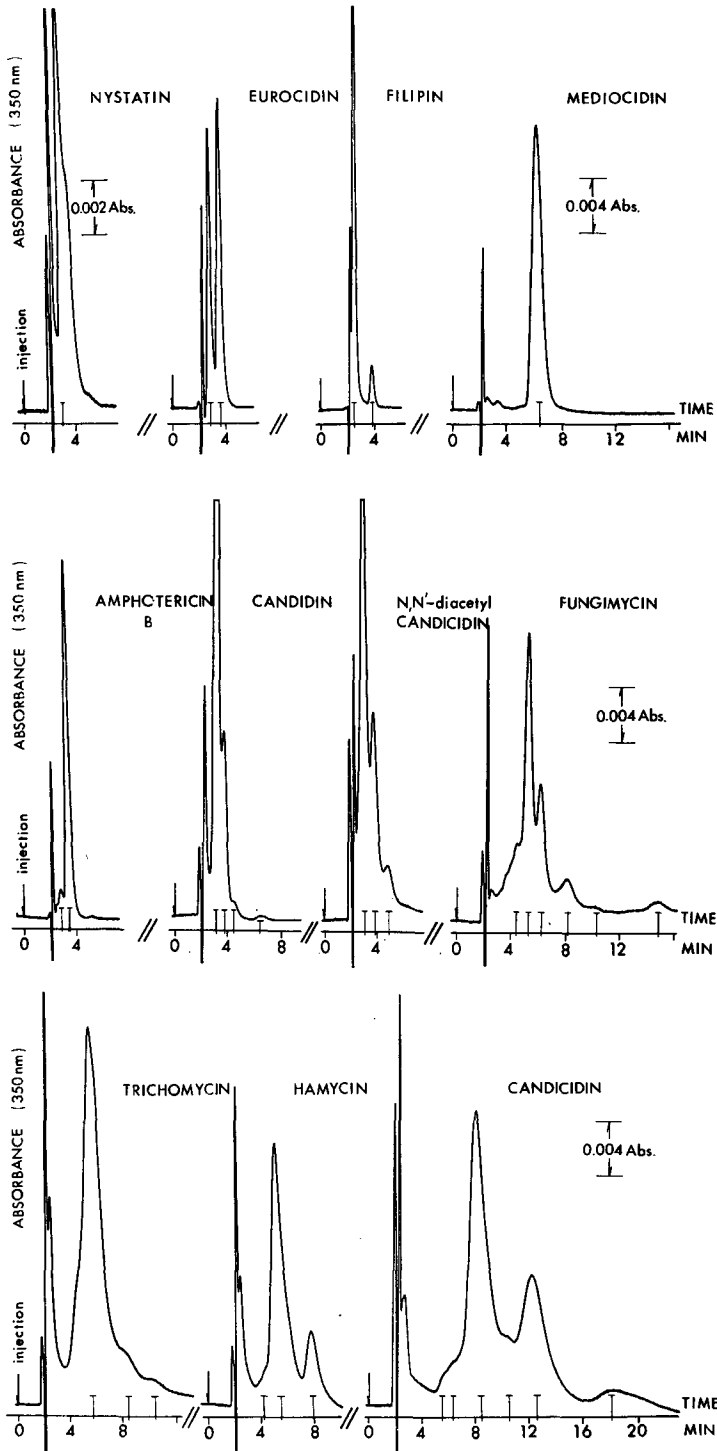 ABSORBANCE (350 nm)
NYSTATIN EUROCIDIN FILIPIN MEDIOCIDIN
0.002 Abs. 0.004 Abs.
injection
TIME
0 4 // 0 4 // 0 4 // 0 4 8 12 MIN
ABSORBANCE (350 nm)
AMPHOTERICIN B CANDIDIN N,N'-diacetyl CANDICIDIN FUNGIMYCIN
0.004 Abs.
injection
TIME
0 4 // 0 4 8 // 0 4 // 0 4 8 12 MIN
ABSORBANCE (350 nm)
TRICHOMYCIN HAMYCIN CANDICIDIN
0.004 Abs.
injection
TIME
0 4 8 // 0 4 8 // 0 4 8 12 16 20 MIN